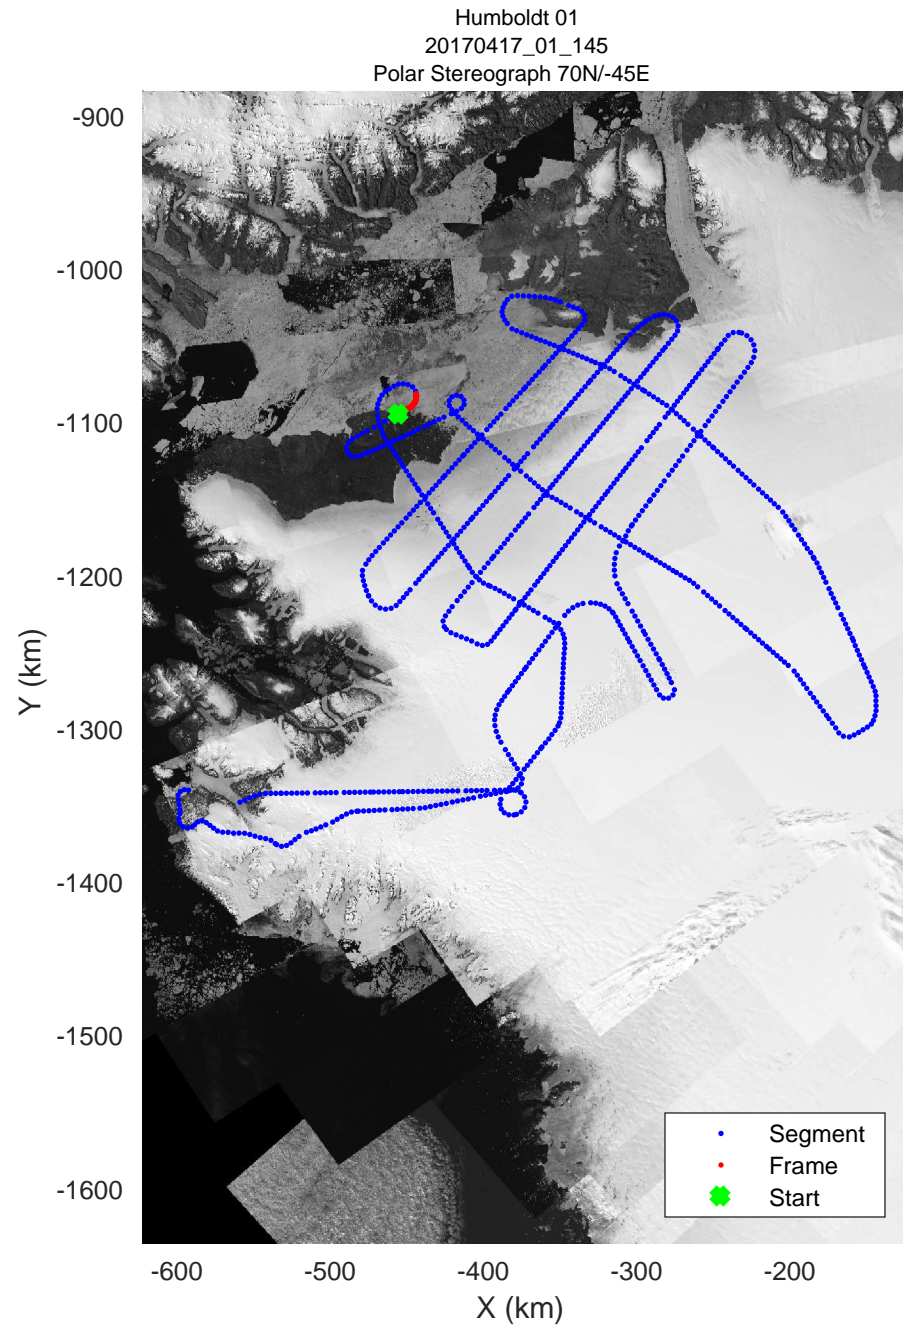 Humboldt 01
20170417_01_145
Polar Stereograph 70N/-45E
-900
-1000
-1100
-1200
-1300
-1400
-1500
-1600
Y (km)
Segment
Frame
Start
-600 -500 -400 -300 -200
X (km)